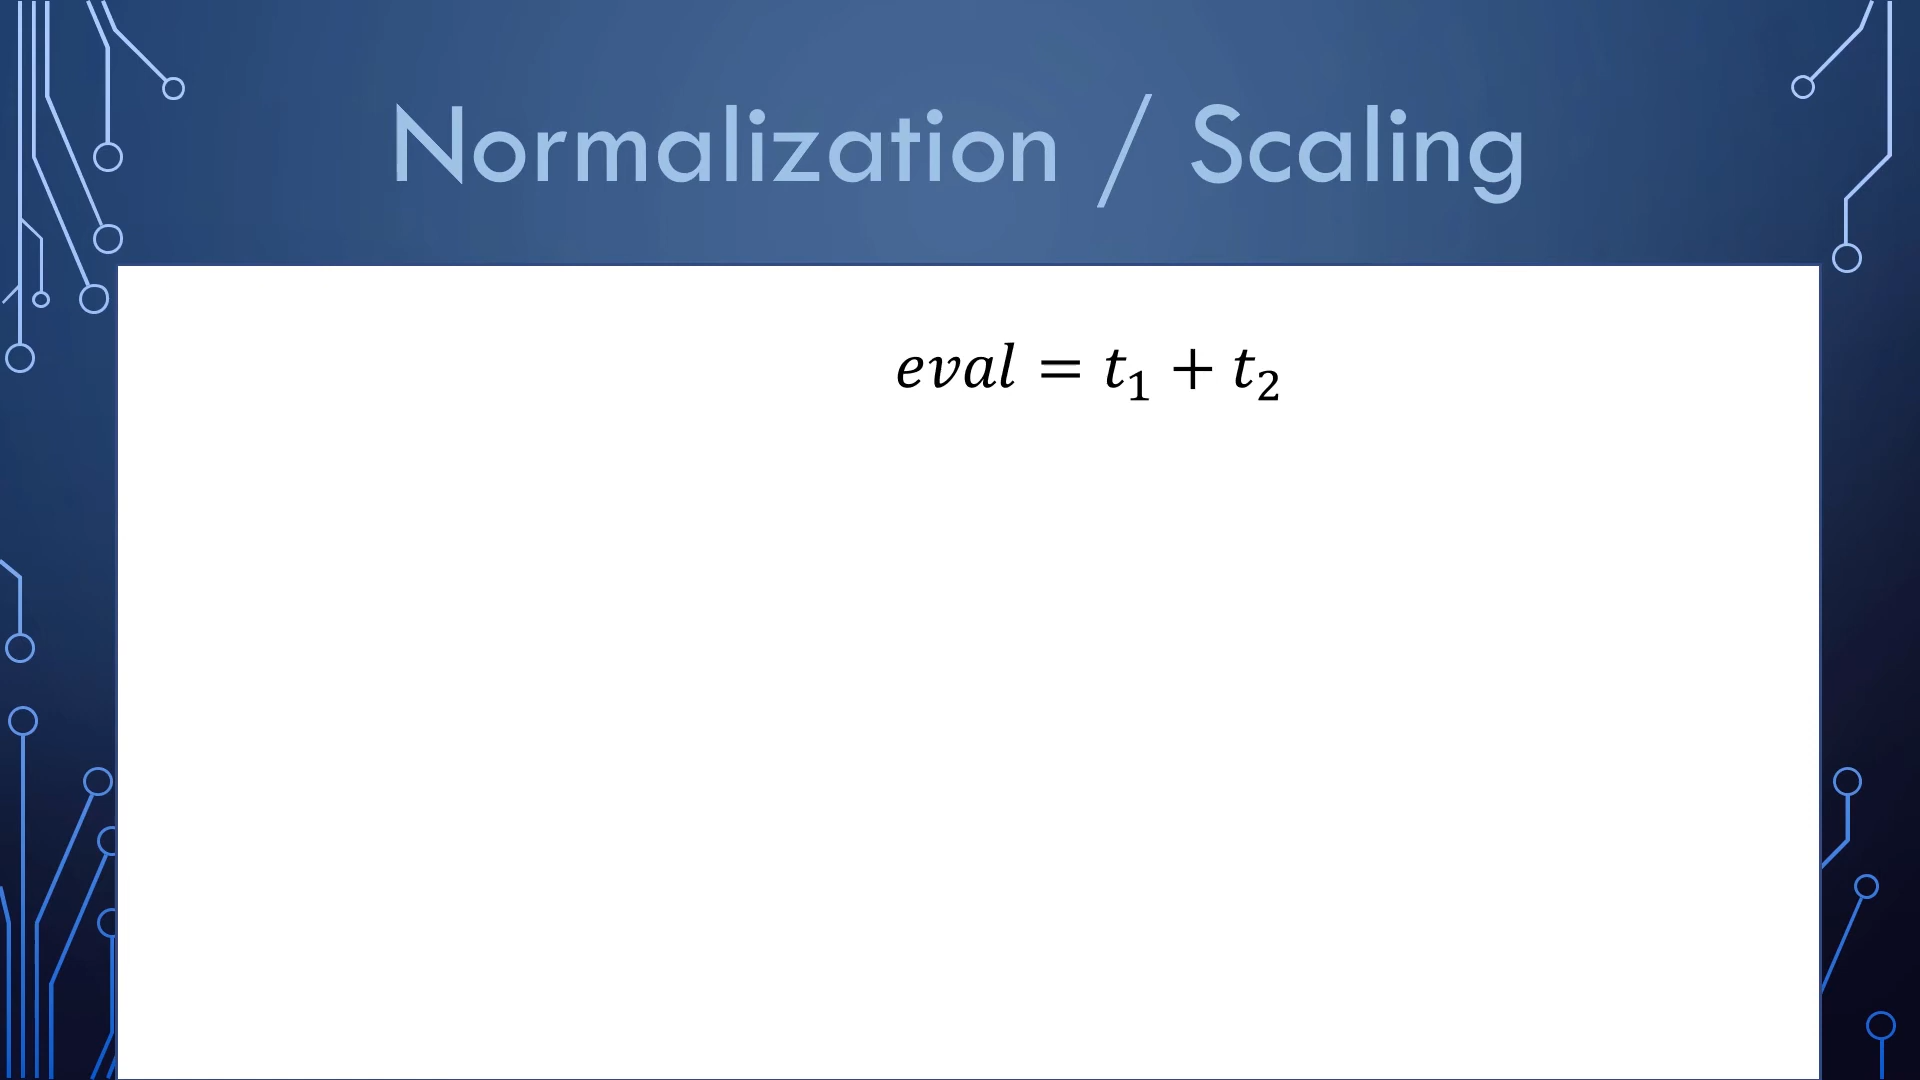 Normalization / Scaling
eval = t₁ + t₂